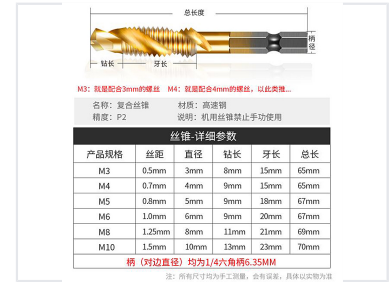 总长度
柄径
钻长
牙长
M3：就是配合3mm的螺丝 M4：就是配合4mm的螺丝，以此类推...
名称：复合丝锥 材质：高速钢
精度：P2 说明：机用丝锥禁止手功使用
丝锥-详细参数
产品规格 丝距 直径 钻长 牙长 总长
M3 0.5mm 3mm 8mm 15mm 65mm
M4 0.7mm 4mm 9mm 15mm 65mm
M5 0.8mm 5mm 9mm 18mm 67mm
M6 1.0mm 6mm 9mm 20mm 67mm
M8 1.25mm 8mm 11mm 21mm 69mm
M10 1.5mm 10mm 13mm 23mm 70mm
柄（对边直径）均为1/4六角柄6.35MM
注：所有尺寸均为手工测量，会有误差，具体以实物为准